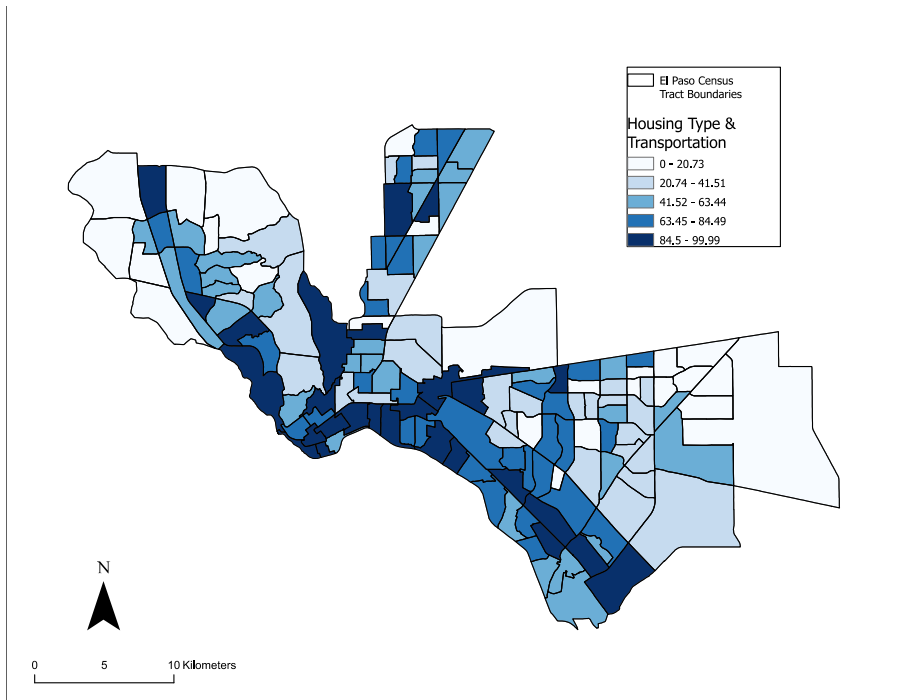 El Paso Census
Tract Boundaries
Housing Type &
Transportation
0 - 20.73
20.74 - 41.51
41.52 - 63.44
63.45 - 84.49
84.5 - 99.99
N
0 5 10 Kilometers